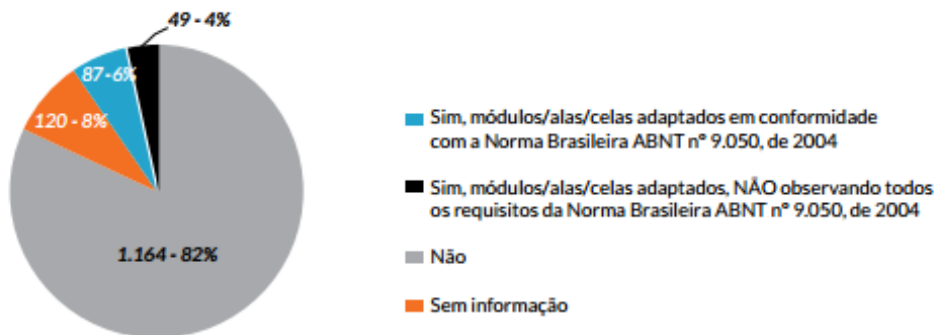 49 - 4%
87 - 6%
120 - 8%
1.164 - 82%
Sim, módulos/alas/celas adaptados em conformidade
com a Norma Brasileira ABNT nº 9.050, de 2004
Sim, módulos/alas/celas adaptados, NÃO observando todos
os requisitos da Norma Brasileira ABNT nº 9.050, de 2004
Não
Sem informação